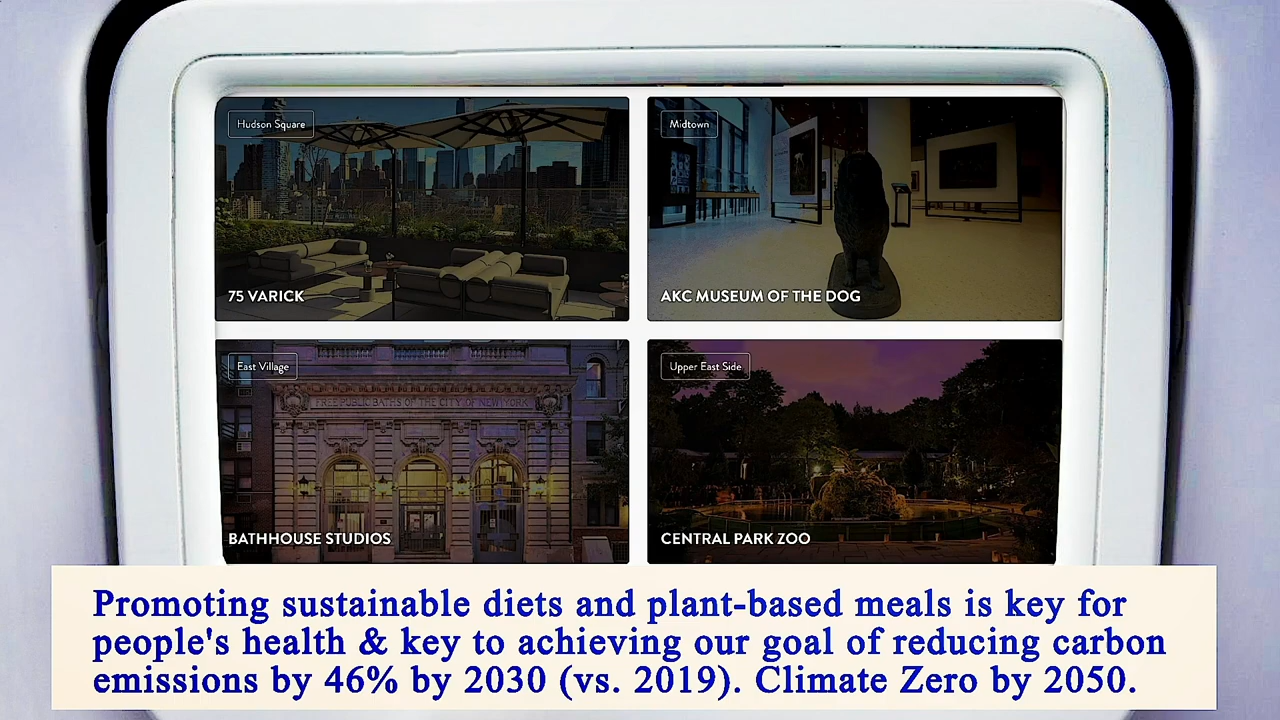 Hudson Square
75 VARICK
Midtown
AKC MUSEUM OF THE DOG
East Village
FREE PUBLIC BATHS OF THE CITY OF NEW YORK
BATHHOUSE STUDIOS
Upper East Side
CENTRAL PARK ZOO
Promoting sustainable diets and plant-based meals is key for
people's health & key to achieving our goal of reducing carbon
emissions by 46% by 2030 (vs. 2019). Climate Zero by 2050.